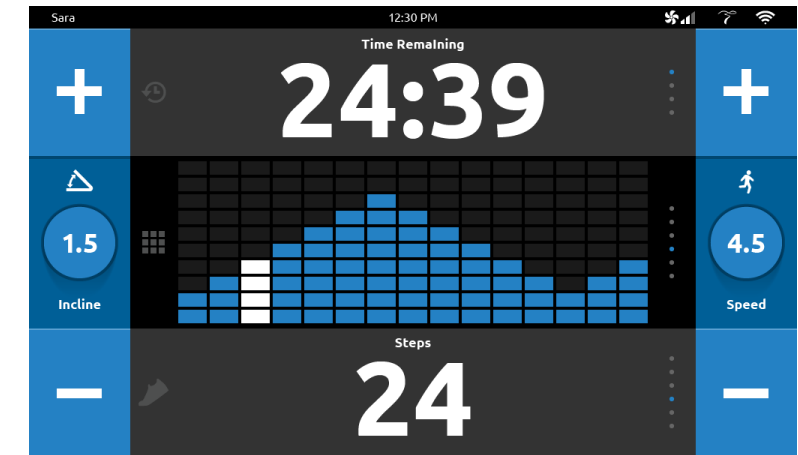 Sara
12:30 PM
Time Remaining
24:39
1.5
Incline
4.5
Speed
Steps
24